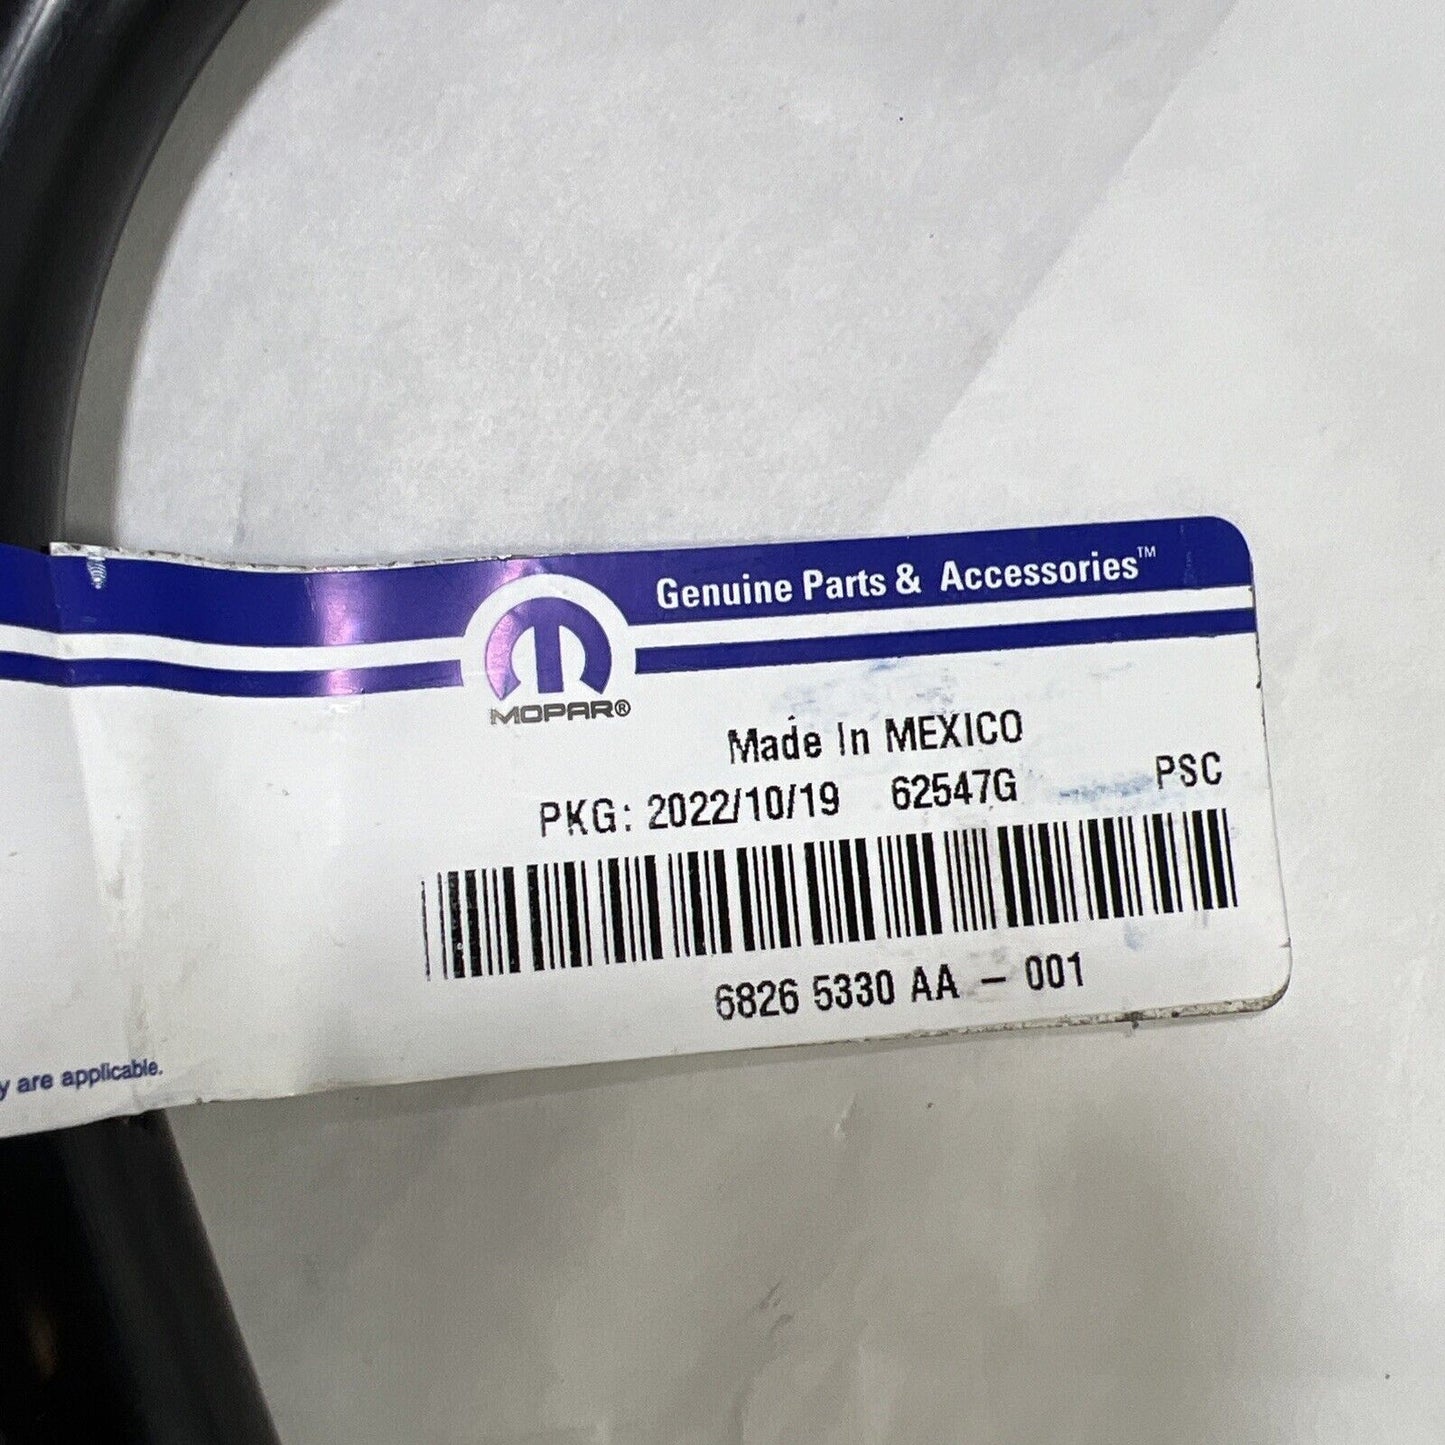 Genuine Parts & Accessories™
MOPAR®
Made In MEXICO
PKG: 2022/10/19 62547G PSC
6826 5330 AA - 001
y are applicable.